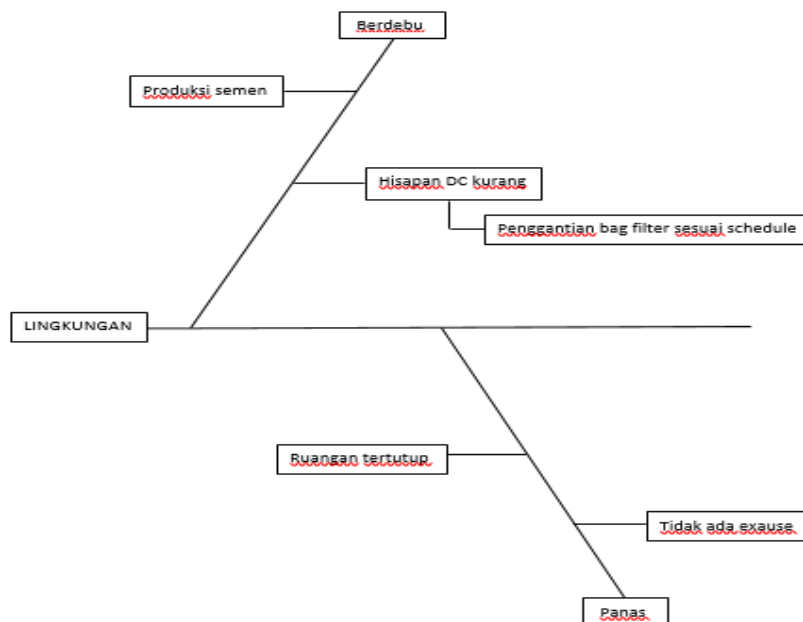 Berdebu
Produksi semen
Hisapan DC kurang
Penggantian bag filter sesuai schedule
LINGKUNGAN
Ruangan tertutup
Tidak ada exause
Panas